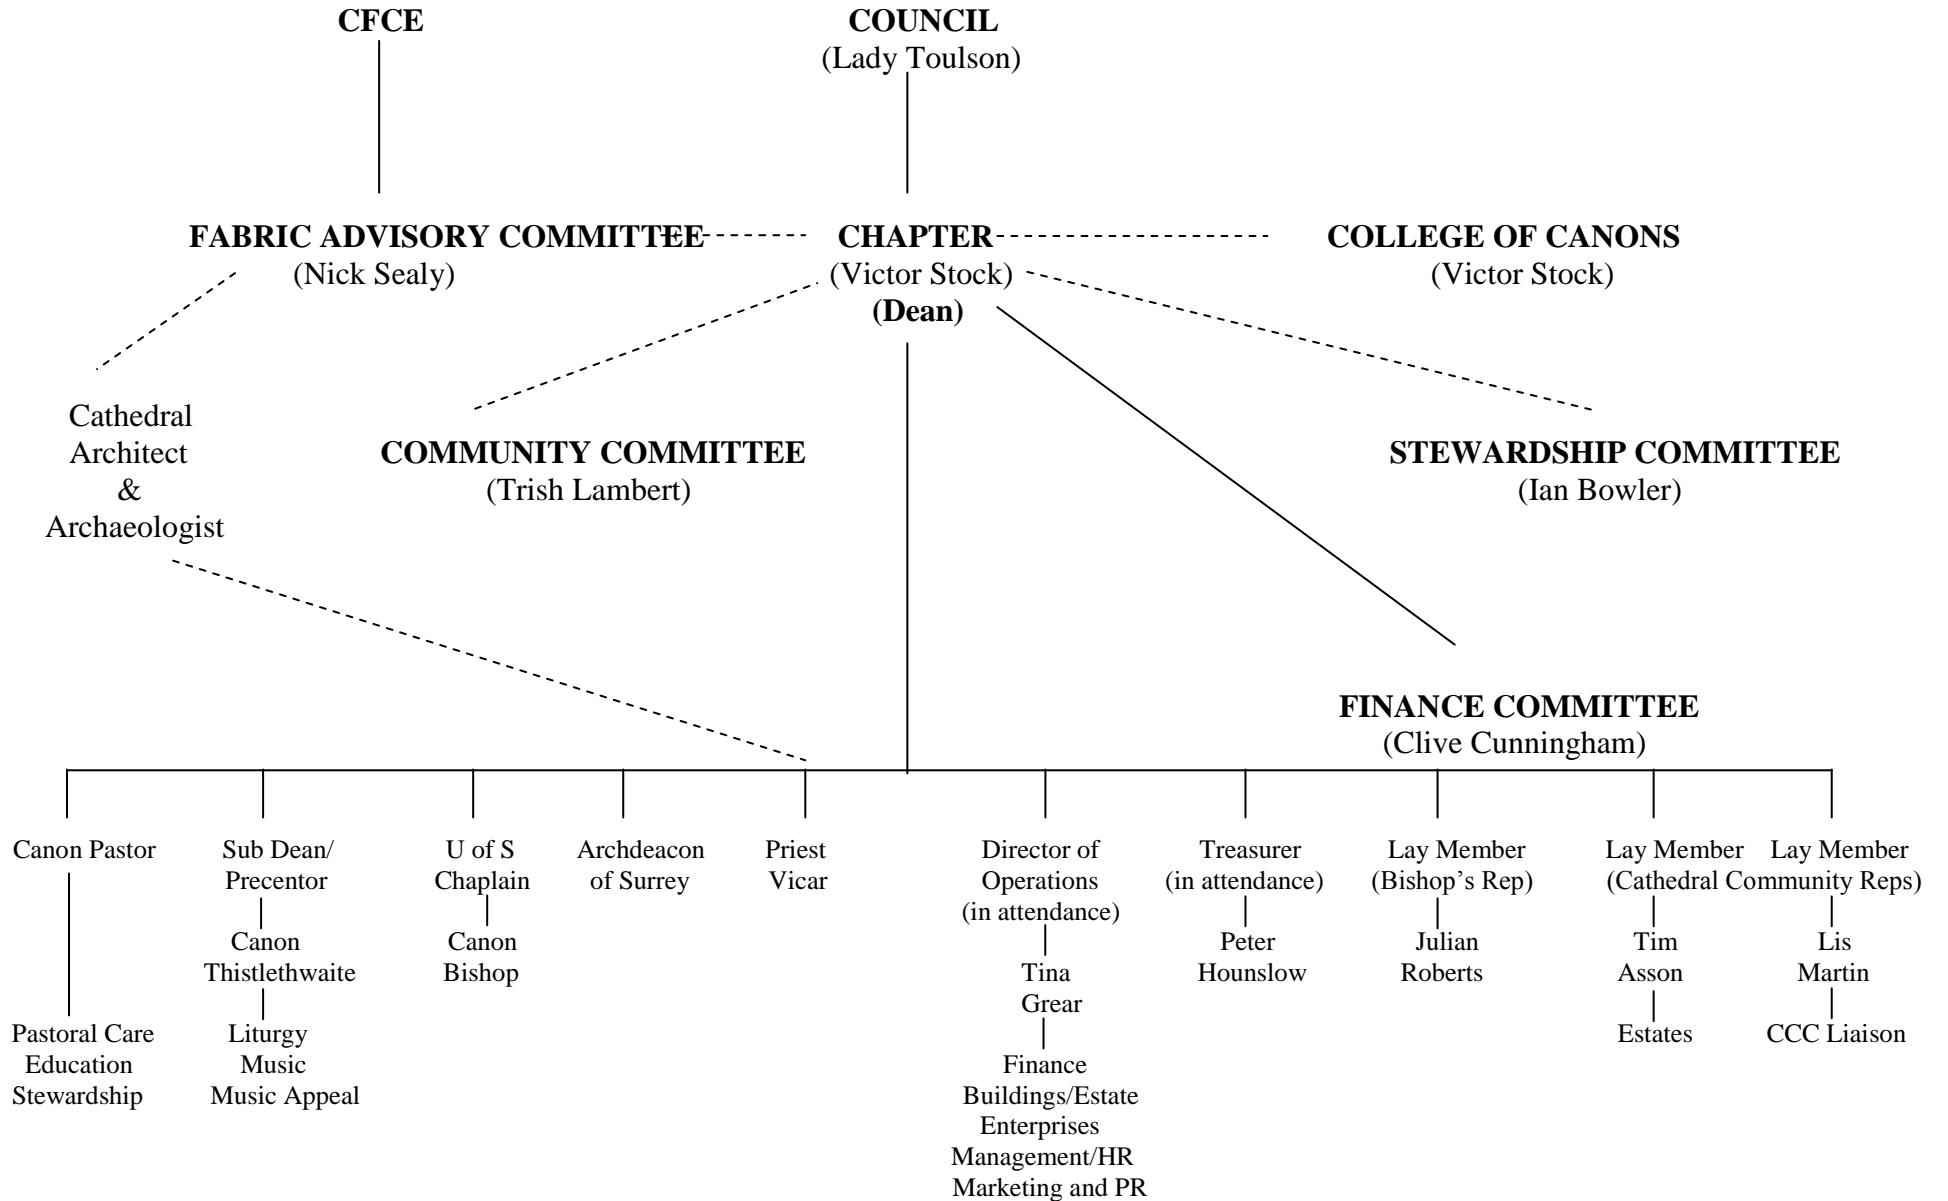 CFCE
COUNCIL
(Lady Toulson)
FABRIC ADVISORY COMMITTEE
(Nick Sealy)
CHAPTER
(Victor Stock)
(Dean)
COLLEGE OF CANONS
(Victor Stock)
Cathedral
Architect
&
Archaeologist
COMMUNITY COMMITTEE
(Trish Lambert)
STEWARDSHIP COMMITTEE
(Ian Bowler)
FINANCE COMMITTEE
(Clive Cunningham)
Canon Pastor
Pastoral Care
Education
Stewardship
Sub Dean/
Precentor
Canon
Thistlethwaite
Liturgy
Music
Music Appeal
U of S
Chaplain
Canon
Bishop
Archdeacon
of Surrey
Priest
Vicar
Director of
Operations
(in attendance)
Tina
Grear
Finance
Buildings/Estate
Enterprises
Management/HR
Marketing and PR
Treasurer
(in attendance)
Peter
Hounslow
Lay Member
(Bishop’s Rep)
Julian
Roberts
Lay Member Lay Member
(Cathedral Community Reps)
Tim
Asson
Estates
Lis
Martin
CCC Liaison